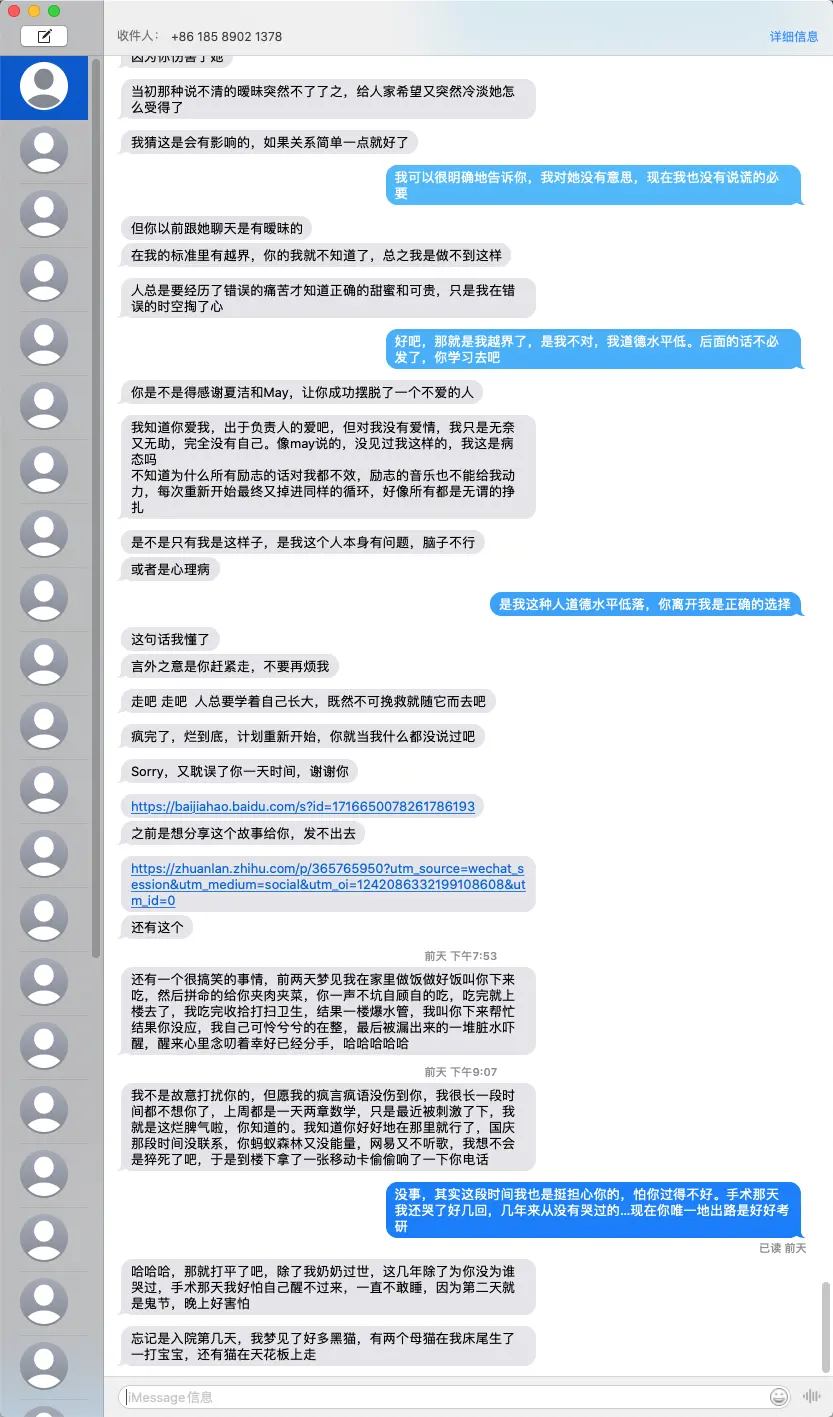 收件人： +86 185 8902 1378
详细信息
因为你伤害了她
当初那种说不清的暧昧突然不了了之，给人家希望又突然冷淡她怎
么受得了
我猜这是会有影响的，如果关系简单一点就好了
我可以很明确地告诉你，我对她没有意思，现在我也没有说谎的必
要
但你以前跟她聊天是有暧昧的
在我的标准里有越界，你的我就不知道了，总之我是做不到这样
人总是要经历了错误的痛苦才知道正确的甜蜜和可贵，只是我在错
误的时空掏了心
好吧，那就是我越界了，是我不对，我道德水平低。后面的话不必
发了，你学习去吧
你是不是得感谢夏洁和May，让你成功摆脱了一个不爱的人
我知道你爱我，出于负责人的爱吧，但对我没有爱情，我只是无奈
又无助，完全没有自己。像may说的，没见过我这样的，我这是病
态吗
不知道为什么所有励志的话对我都不效，励志的音乐也不能给我动
力，每次重新开始最终又掉进同样的循环，好像所有都是无谓的挣
扎
是不是只有我是这样子，是我这个人本身有问题，脑子不行
或者是心理病
是我这种人道德水平低落，你离开我是正确的选择
这句话我懂了
言外之意是你赶紧走，不要再烦我
走吧 走吧  人总要学着自己长大，既然不可挽救就随它而去吧
疯完了，烂到底，计划重新开始，你就当我什么都没说过吧
Sorry，又耽误了你一天时间，谢谢你
https://baijiahao.baidu.com/s?id=1716650078261786193
之前是想分享这个故事给你，发不出去
https://zhuanlan.zhihu.com/p/365765950?utm_source=wechat_s
ession&utm_medium=social&utm_oi=1242086332199108608&ut
m_id=0
还有这个
前天 下午7:53
还有一个很搞笑的事情，前两天梦见我在家里做饭做好饭叫你下来
吃，然后拼命的给你夹肉夹菜，你一声不坑自顾自的吃，吃完就上
楼去了，我吃完收拾打扫卫生，结果一楼爆水管，我叫你下来帮忙
结果你没应，我自己可怜兮兮的在整，最后被漏出来的一堆脏水吓
醒，醒来心里念叨着幸好已经分手，哈哈哈哈哈
前天 下午9:07
我不是故意打扰你的，但愿我的疯言疯语没伤到你，我很长一段时
间都不想你了，上周都是一天两章数学，只是最近被刺激了下，我
就是这烂脾气啦，你知道的。我知道你好好地在那里就行了，国庆
那段时间没联系，你蚂蚁森林又没能量，网易又不听歌，我想不会
是猝死了吧，于是到楼下拿了一张移动卡偷偷响了一下你电话
没事，其实这段时间我也是挺担心你的，怕你过得不好。手术那天
我还哭了好几回，几年来从没有哭过的...现在你唯一地出路是好好考
研
已读 前天
哈哈哈，那就打平了吧，除了我奶奶过世，这几年除了为你没为谁
哭过，手术那天我好怕自己醒不过来，一直不敢睡，因为第二天就
是鬼节，晚上好害怕
忘记是入院第几天，我梦见了好多黑猫，有两个母猫在我床尾生了
一打宝宝，还有猫在天花板上走
iMessage信息